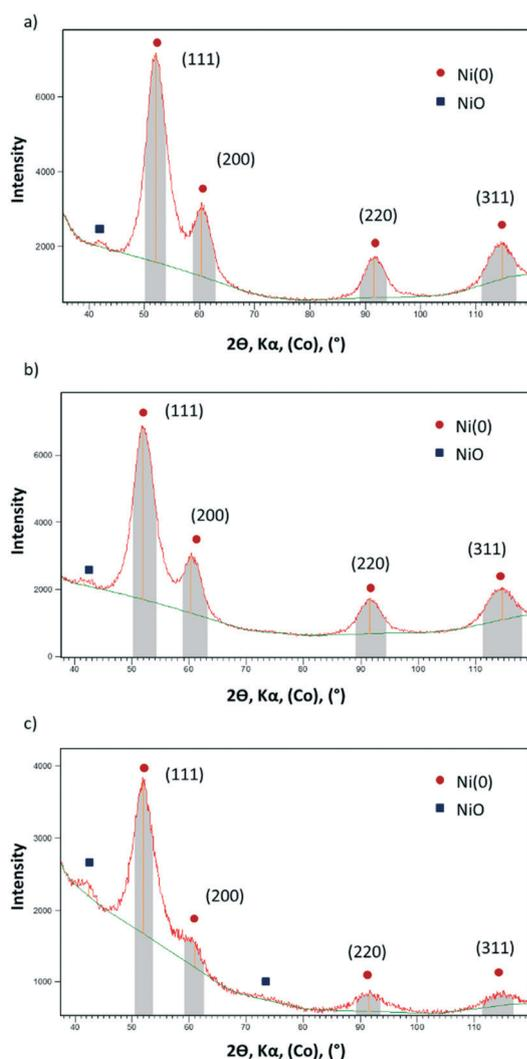 a)
(111)
Ni(0)
NiO
(200)
(220)
(311)
6000
4000
2000
Intensity
40 50 60 70 80 90 100 110
2Ɵ, Kα, (Co), (°)
b)
(111)
Ni(0)
NiO
(200)
(220)
(311)
6000
4000
2000
0
Intensity
40 50 60 70 80 90 100 110
2Ɵ, Kα, (Co), (°)
c)
(111)
Ni(0)
NiO
(200)
(220)
(311)
4000
3000
2000
1000
Intensity
40 50 60 70 80 90 100 110
2Ɵ, Kα, (Co), (°)